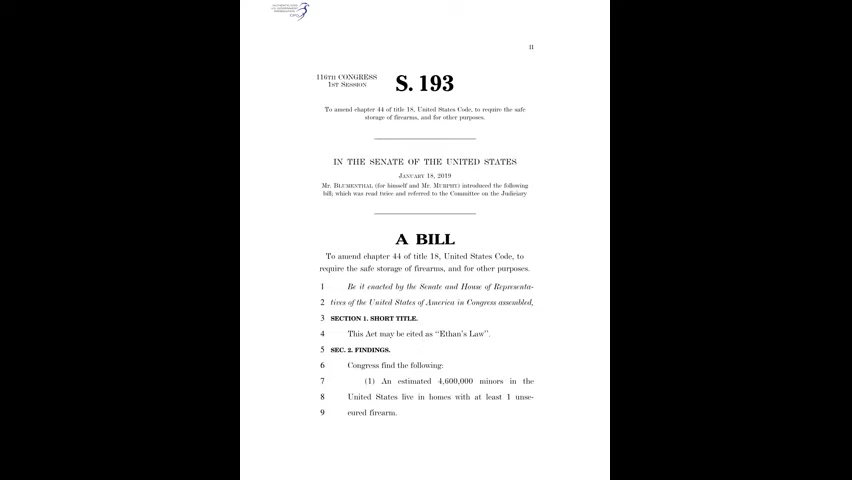 II
116TH CONGRESS
1ST SESSION
S. 193
To amend chapter 44 of title 18, United States Code, to require the safe
storage of firearms, and for other purposes.
IN THE SENATE OF THE UNITED STATES
JANUARY 18, 2019
Mr. BLUMENTHAL (for himself and Mr. MURPHY) introduced the following
bill; which was read twice and referred to the Committee on the Judiciary
A BILL
To amend chapter 44 of title 18, United States Code, to
require the safe storage of firearms, and for other purposes.
1 Be it enacted by the Senate and House of Representa-
2 tives of the United States of America in Congress assembled,
3 SECTION 1. SHORT TITLE.
4 This Act may be cited as ‘‘Ethan’s Law’’.
5 SEC. 2. FINDINGS.
6 Congress find the following:
7 (1) An estimated 4,600,000 minors in the
8 United States live in homes with at least 1 unse-
9 cured firearm.